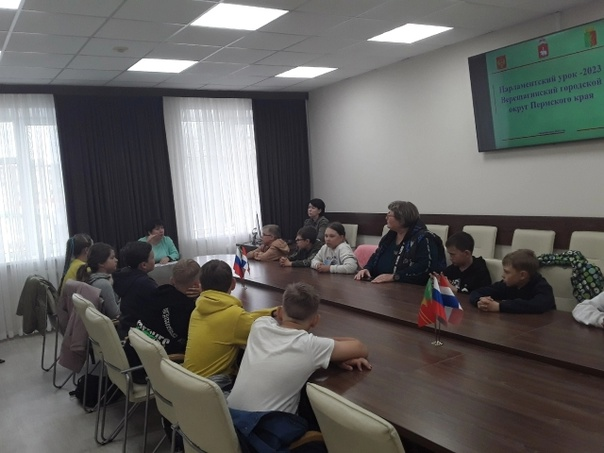 Парламентский урок -2023
Верещагинский городской
округ Пермского края